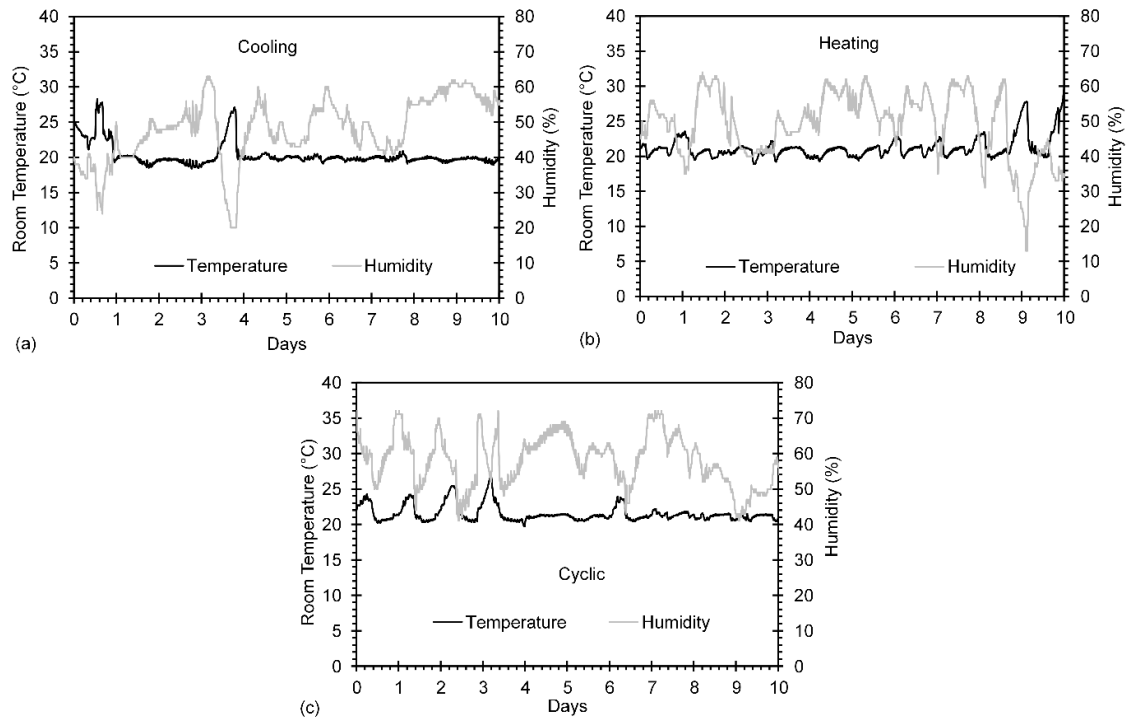 Cooling
Room Temperature (°C)
40
35
30
25
20
15
10
5
0
Humidity (%)
80
70
60
50
40
30
20
10
0
Temperature
Humidity
0 1 2 3 4 5 6 7 8 9 10
Days
(a)
Heating
Room Temperature (°C)
40
35
30
25
20
15
10
5
0
Humidity (%)
80
70
60
50
40
30
20
10
0
Temperature
Humidity
0 1 2 3 4 5 6 7 8 9 10
Days
(b)
Cyclic
Room Temperature (°C)
40
35
30
25
20
15
10
5
0
Humidity (%)
80
70
60
50
40
30
20
10
0
Temperature
Humidity
0 1 2 3 4 5 6 7 8 9 10
Days
(c)